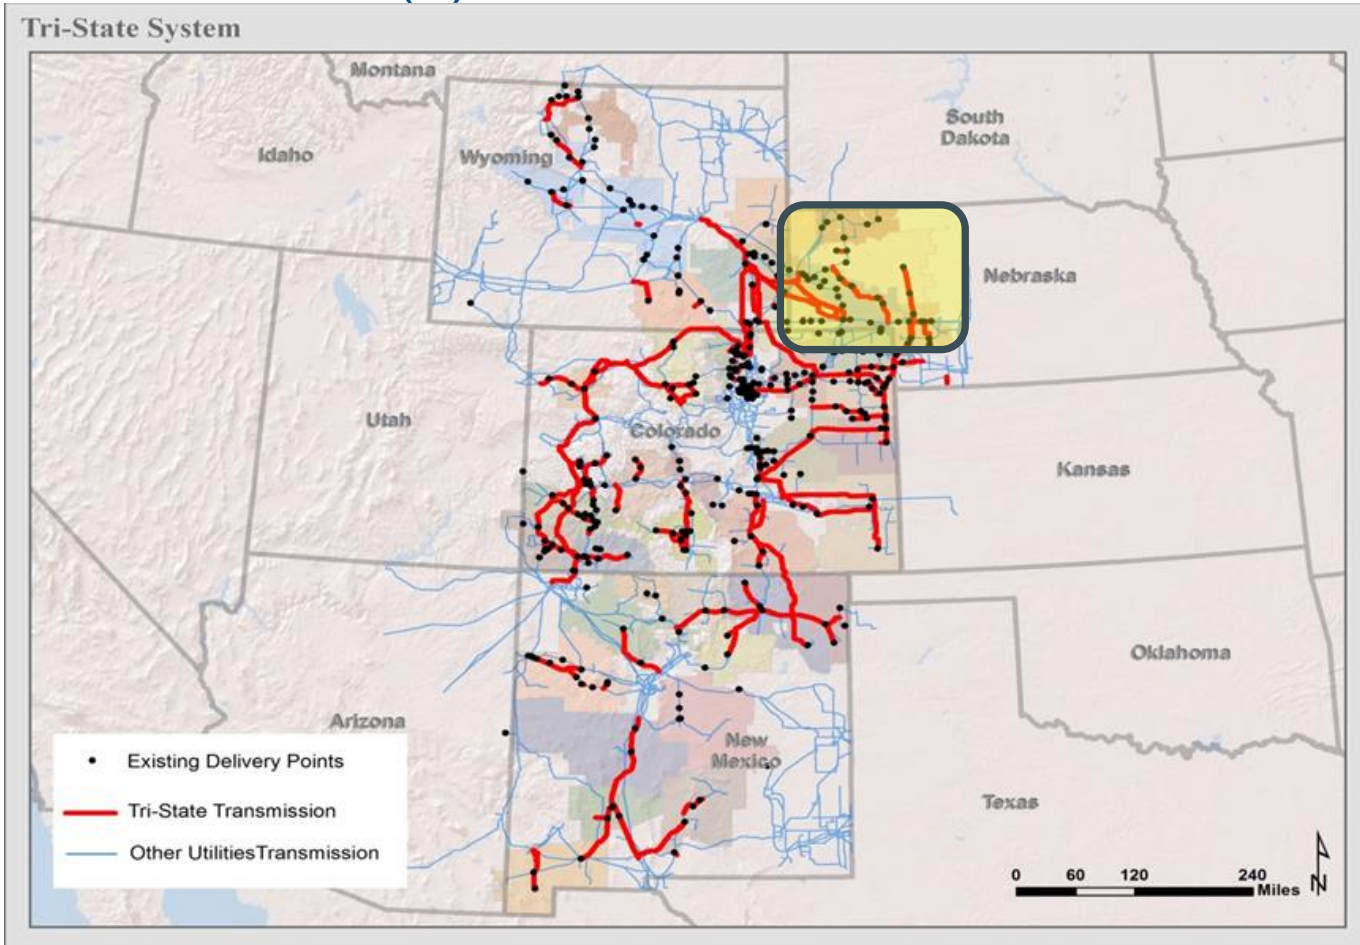 Tri-State System
Montana
South
Dakota
Idaho
Wyoming
Nebraska
Utah
Colorado
Kansas
Oklahoma
Arizona
New
Mexico
Texas
Existing Delivery Points
Tri-State Transmission
Other UtilitiesTransmission
0 60 120 240
Miles
N